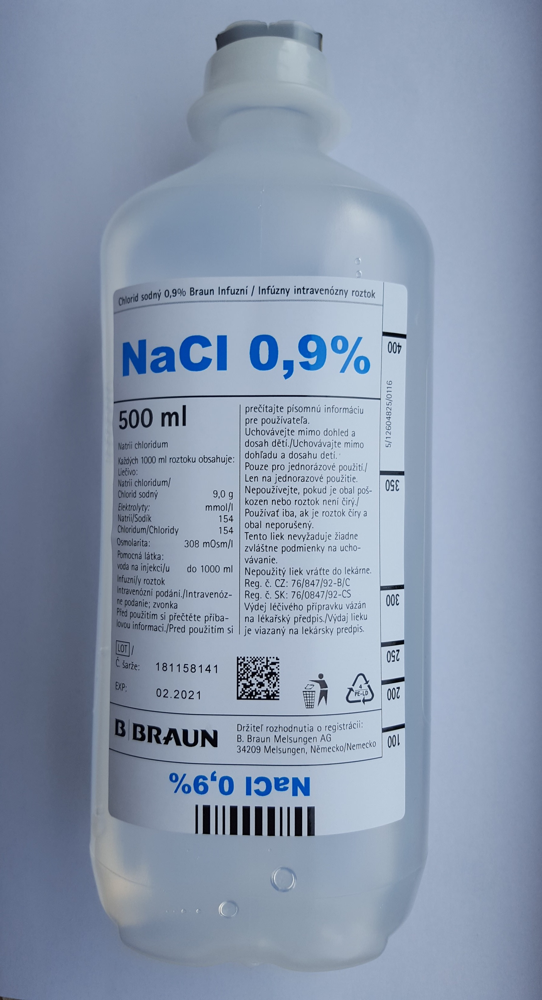 Chlorid sodný 0,9% Braun Infuzní / Infúzny intravenózny roztok
NaCl 0,9%
500 ml
Natrii chloridum
Každých 1000 ml roztoku obsahuje:
Liečivo:
Natrii chloridum/
Chlorid sodný 9,0 g
Elektrolyty: mmol/l
Natrii/Sodík 154
Chloridum/Chloridy 154
Osmolarita: 308 mOsm/l
Pomocná látka:
voda na injekci/u do 1000 ml
Infuzní/y roztok
Intravenózní podání./Intravenóz-
ne podanie; zvonka
Před použitím si přečtěte příba-
lovou informaci./Pred použitím si
prečítajte písomnú informáciu
pre používateľa.
Uchovávejte mimo dohled a
dosah dětí./Uchovávajte mimo
dohľadu a dosahu detí.
Pouze pro jednorázové použití./
Len na jednorazové použitie.
Nepoužívejte, pokud je obal poš-
kozen nebo roztok není čirý./
Používať iba, ak je roztok číry a
obal neporušený.
Tento liek nevyžaduje žiadne
zvláštne podmienky na ucho-
vávanie.
Nepoužitý liek vráťte do lekárne.
Reg. č. CZ: 76/847/92-B/C
Reg. č. SK: 76/0847/92-CS
Výdej léčivého přípravku vázán
na lékařský předpis./Výdaj lieku
je viazaný na lekársky predpis.
LOT /
Č. šarže: 181158141
EXP: 02.2021
4
PE-LD
B BRAUN
Držiteľ rozhodnutia o registrácii:
B. Braun Melsungen AG
34209 Melsungen, Německo/Nemecko
NaCl 0,9%
400
5/12604825/0116
350
300
250
200
100